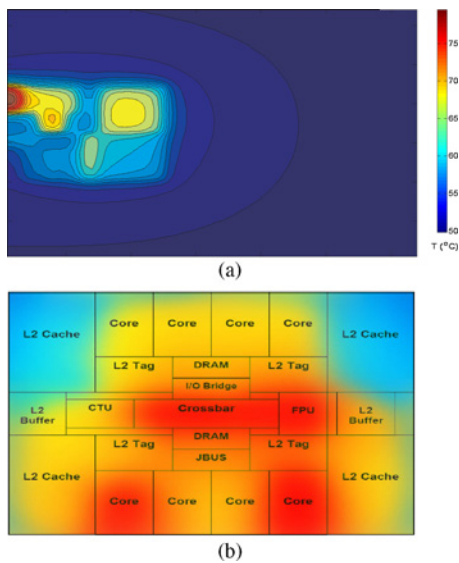 75
70
65
60
55
50
T (°C)
(a)
L2 Cache
Core
Core
Core
Core
L2 Cache
L2 Tag
DRAM
L2 Tag
I/O Bridge
L2 Buffer
CTU
Crossbar
FPU
L2 Buffer
L2 Tag
DRAM
L2 Tag
JBUS
L2 Cache
L2 Cache
Core
Core
Core
Core
(b)